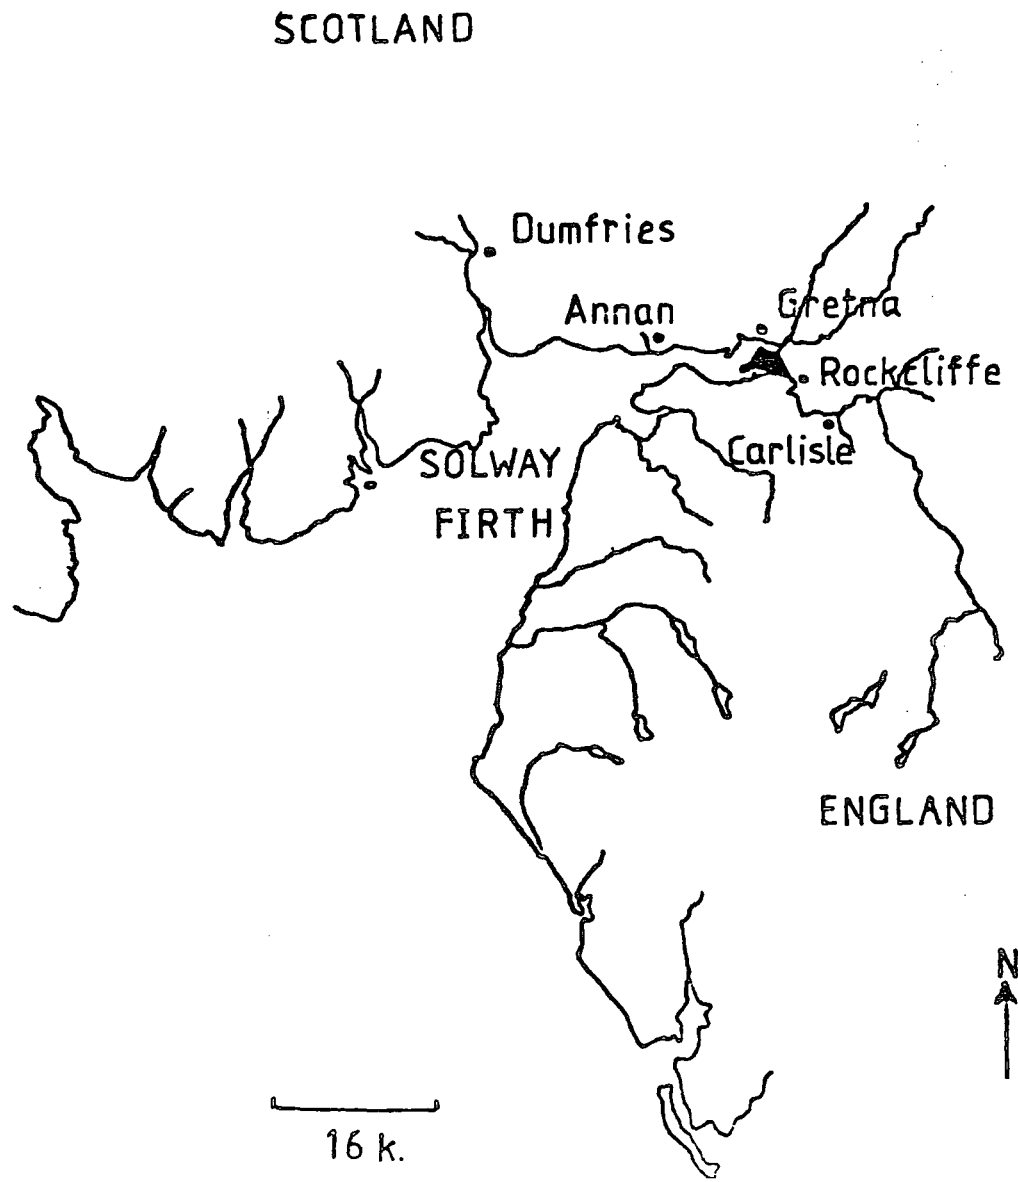 SCOTLAND
Dumfries
Annan
Gretna
Rockcliffe
Carlisle
SOLWAY
FIRTH
ENGLAND
N
16 k.